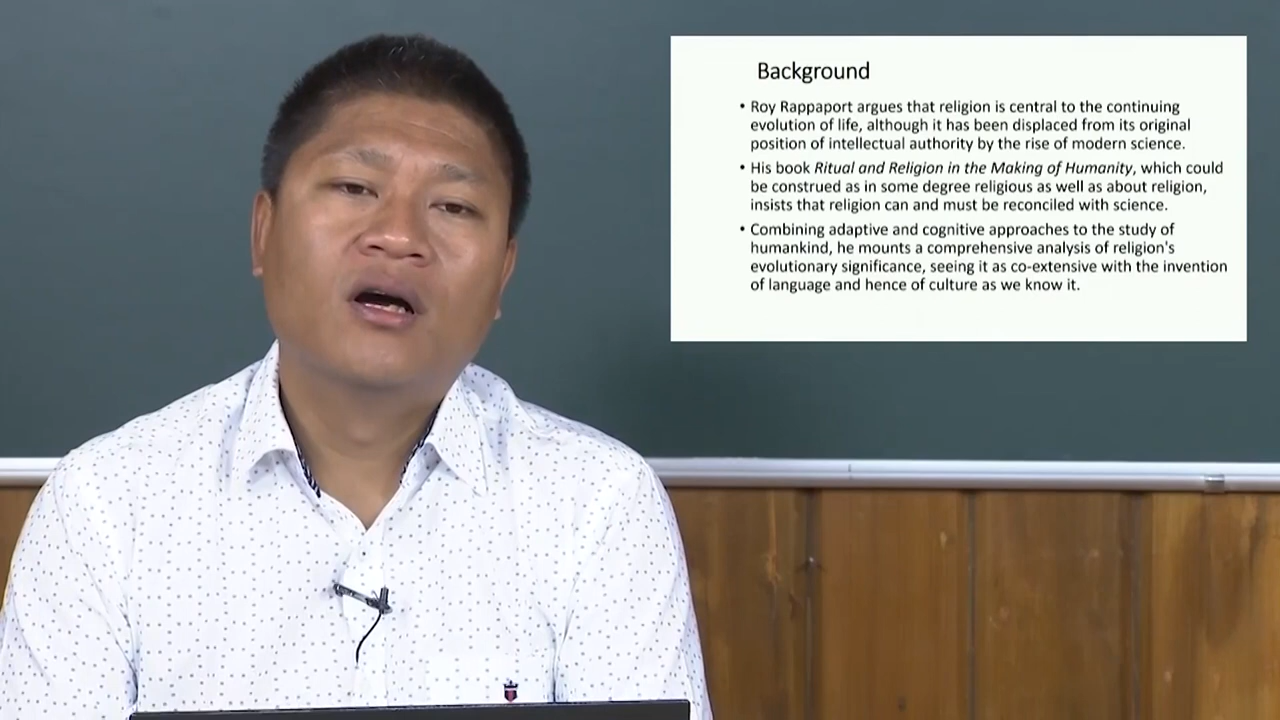 Background
• Roy Rappaport argues that religion is central to the continuing
evolution of life, although it has been displaced from its original
position of intellectual authority by the rise of modern science.
• His book Ritual and Religion in the Making of Humanity, which could
be construed as in some degree religious as well as about religion,
insists that religion can and must be reconciled with science.
• Combining adaptive and cognitive approaches to the study of
humankind, he mounts a comprehensive analysis of religion's
evolutionary significance, seeing it as co-extensive with the invention
of language and hence of culture as we know it.